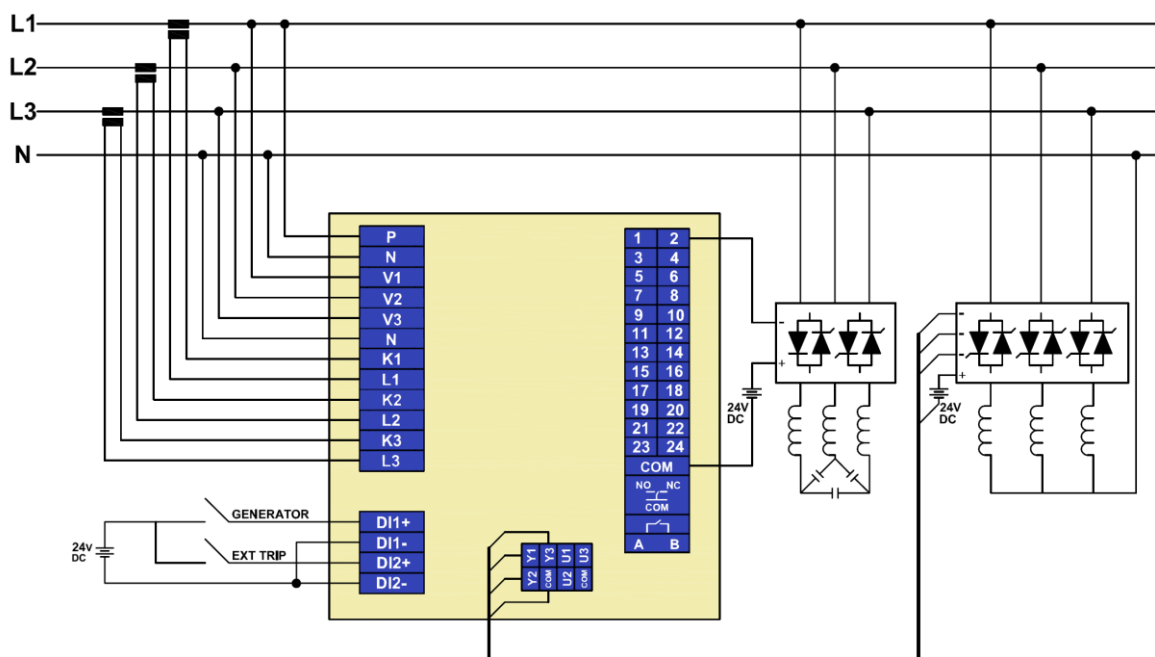 L1
L2
L3
N
P
N
V1
V2
V3
N
K1
L1
K2
L2
K3
L3
1 2
3 4
5 6
7 8
9 10
11 12
13 14
15 16
17 18
19 20
21 22
23 24
COM
NO NC
COM
A B
-
+
24V
DC
-
-
-
+
24V
DC
GENERATOR
EXT TRIP
24V
DC
DI1+
DI1-
DI2+
DI2-
Y1 Y3 U1 U3
Y2 COM U2 COM